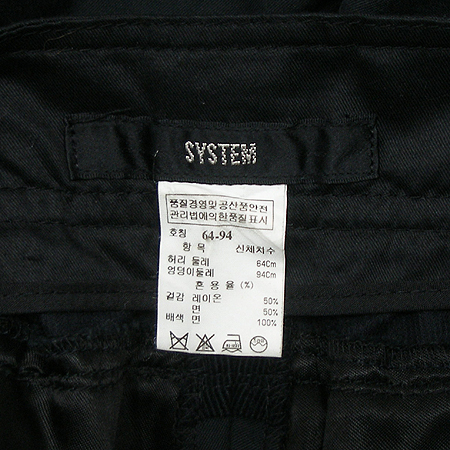 SYSTEM
품질경영및공산품안전
관리법에의한품질표시
호칭 64-94
항 목 신체치수
허리 둘레 64Cm
엉덩이둘레 94Cm
혼 용 율 (%)
겉감 레이온 50%
면 50%
배색 면 100%